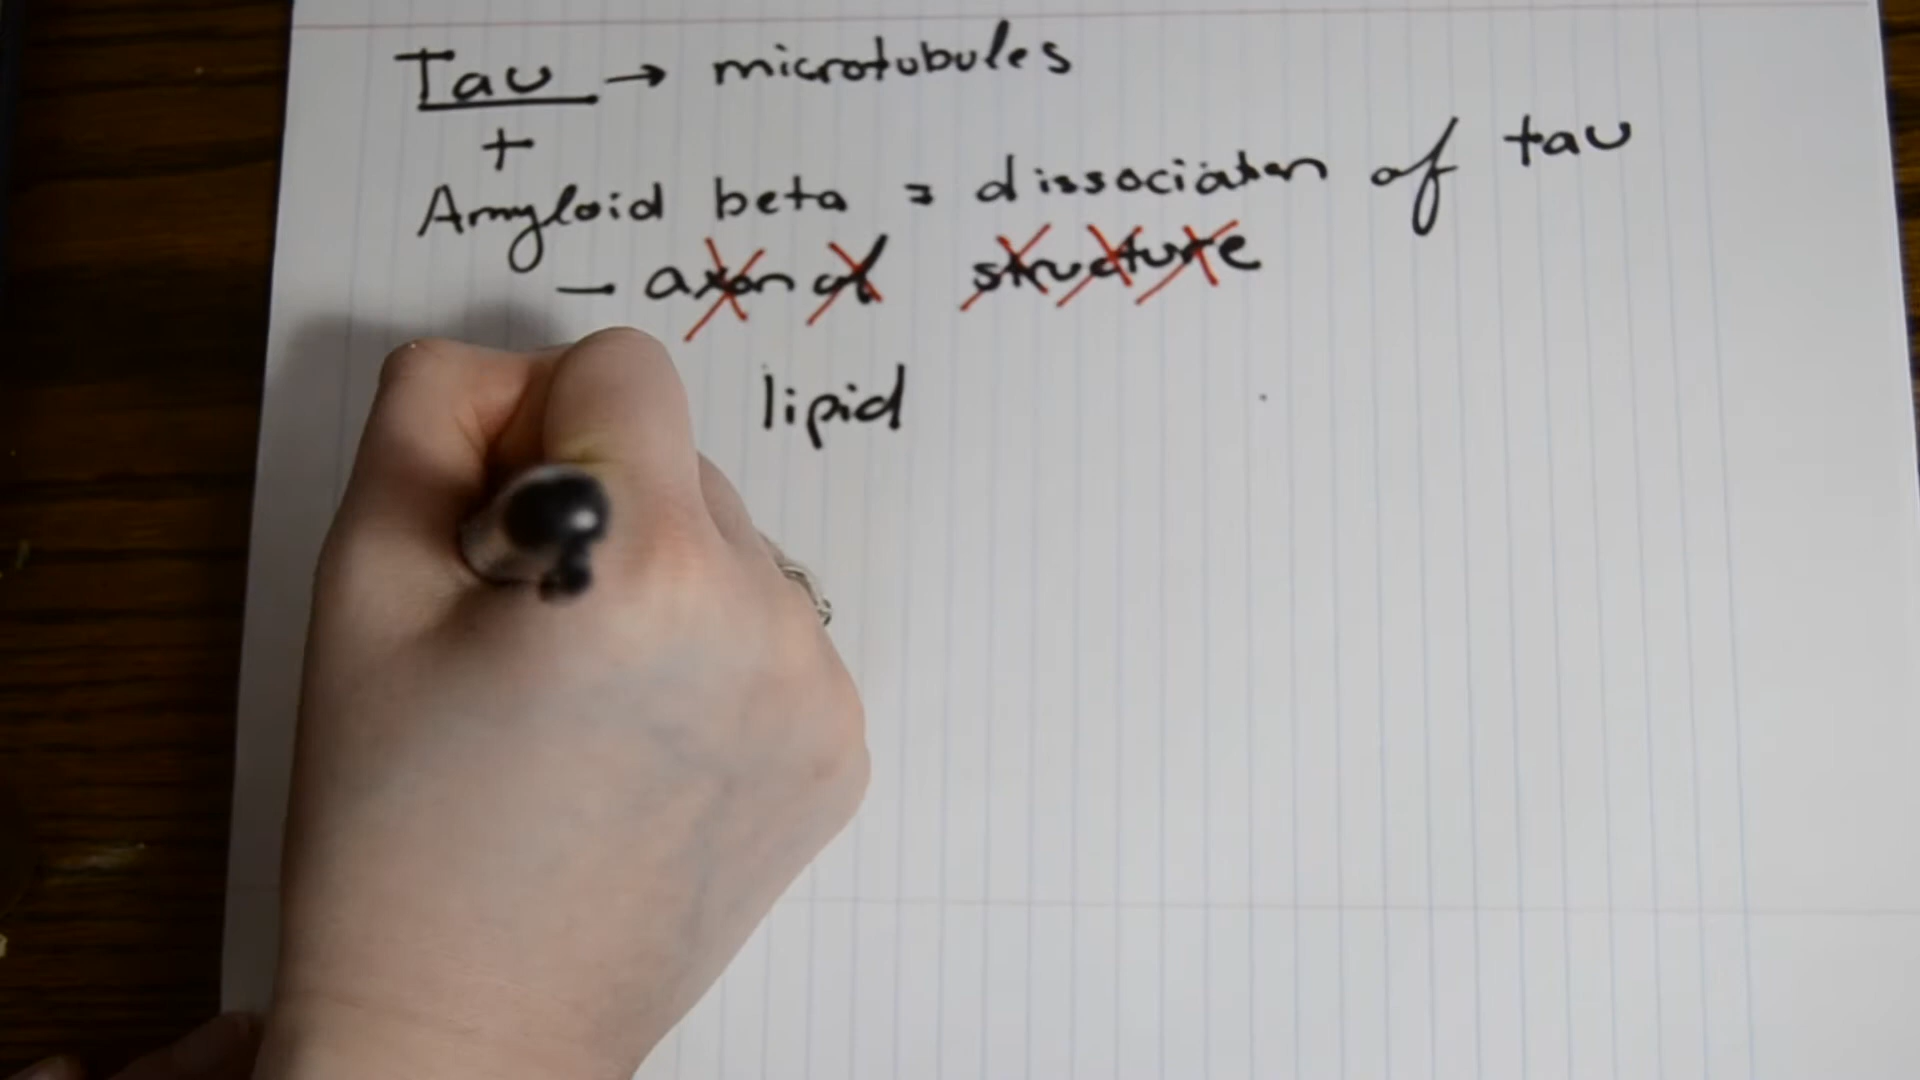 Tau → microtubules
+
Amyloid beta = dissociation of tau
- axonal structure
lipid